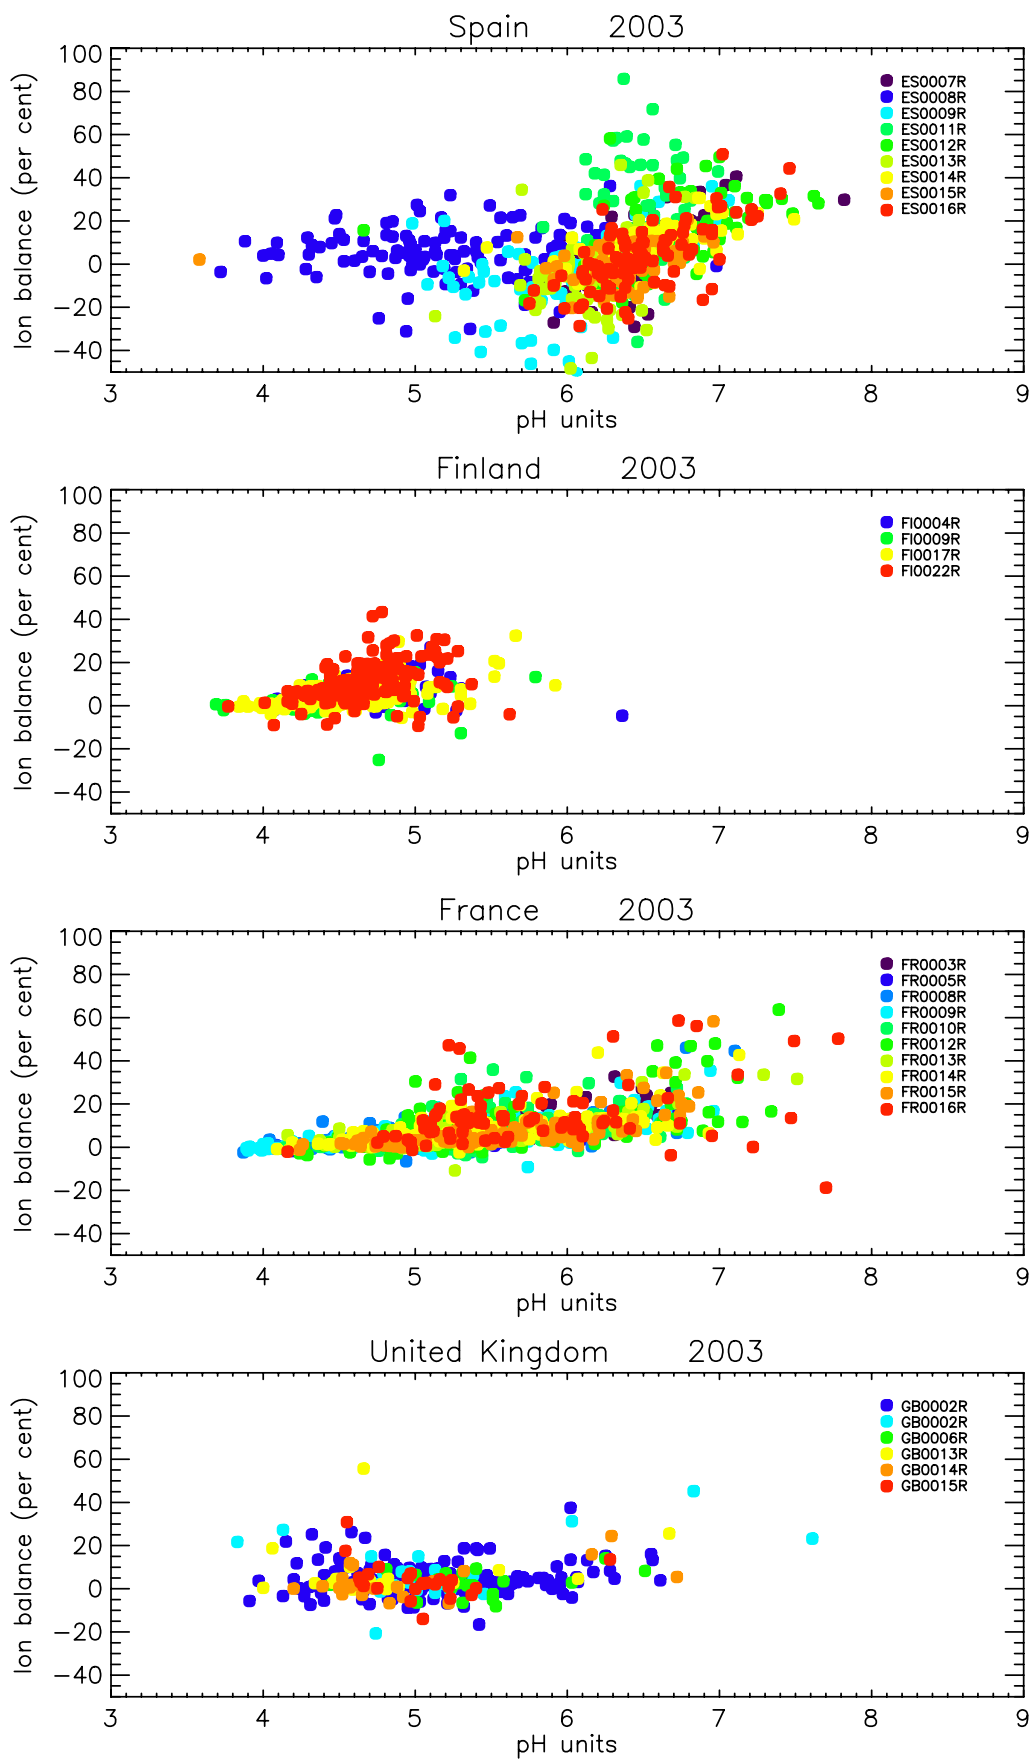 Spain 2003
100
80
60
40
20
0
−20
−40
Ion balance (per cent)
ES0007R
ES0008R
ES0009R
ES0011R
ES0012R
ES0013R
ES0014R
ES0015R
ES0016R
3 4 5 6 7 8 9
pH units
Finland 2003
100
80
60
40
20
0
−20
−40
Ion balance (per cent)
FI0004R
FI0009R
FI0017R
FI0022R
3 4 5 6 7 8 9
pH units
France 2003
100
80
60
40
20
0
−20
−40
Ion balance (per cent)
FR0003R
FR0005R
FR0008R
FR0009R
FR0010R
FR0012R
FR0013R
FR0014R
FR0015R
FR0016R
3 4 5 6 7 8 9
pH units
United Kingdom 2003
100
80
60
40
20
0
−20
−40
Ion balance (per cent)
GB0002R
GB0002R
GB0006R
GB0013R
GB0014R
GB0015R
3 4 5 6 7 8 9
pH units